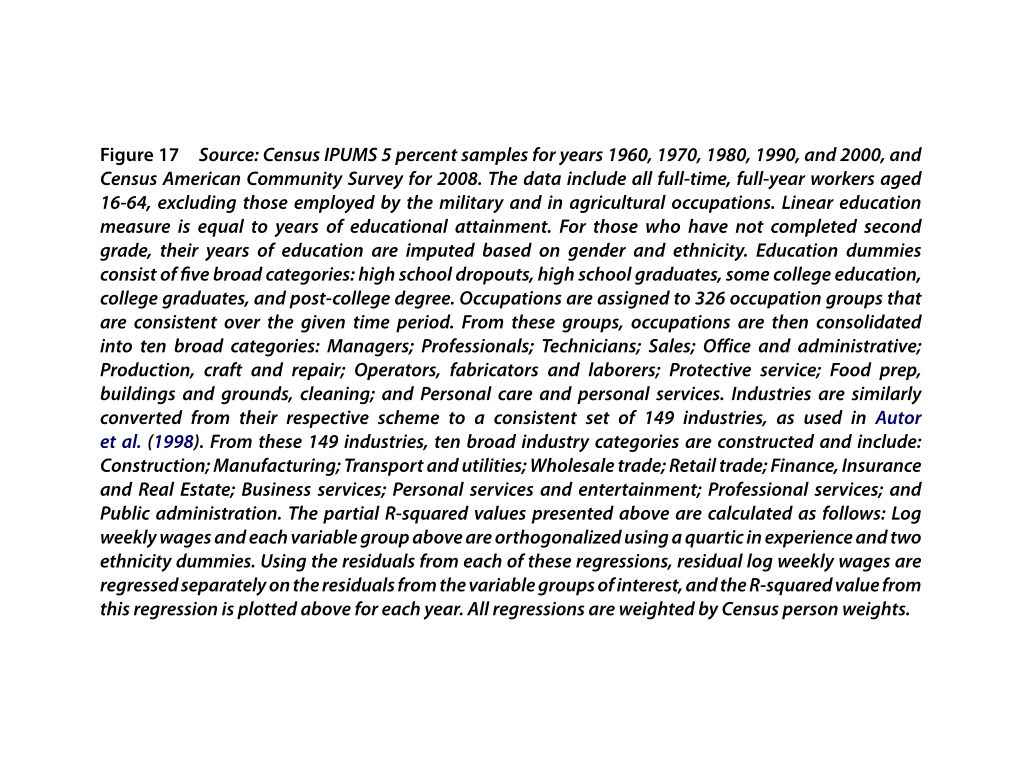 Figure 17 Source: Census IPUMS 5 percent samples for years 1960, 1970, 1980, 1990, and 2000, and
Census American Community Survey for 2008. The data include all full-time, full-year workers aged
16-64, excluding those employed by the military and in agricultural occupations. Linear education
measure is equal to years of educational attainment. For those who have not completed second
grade, their years of education are imputed based on gender and ethnicity. Education dummies
consist of five broad categories: high school dropouts, high school graduates, some college education,
college graduates, and post-college degree. Occupations are assigned to 326 occupation groups that
are consistent over the given time period. From these groups, occupations are then consolidated
into ten broad categories: Managers; Professionals; Technicians; Sales; Office and administrative;
Production, craft and repair; Operators, fabricators and laborers; Protective service; Food prep,
buildings and grounds, cleaning; and Personal care and personal services. Industries are similarly
converted from their respective scheme to a consistent set of 149 industries, as used in Autor
et al. (1998). From these 149 industries, ten broad industry categories are constructed and include:
Construction; Manufacturing; Transport and utilities; Wholesale trade; Retail trade; Finance, Insurance
and Real Estate; Business services; Personal services and entertainment; Professional services; and
Public administration. The partial R-squared values presented above are calculated as follows: Log
weekly wages and each variable group above are orthogonalized using a quartic in experience and two
ethnicity dummies. Using the residuals from each of these regressions, residual log weekly wages are
regressed separately on the residuals from the variable groups of interest, and the R-squared value from
this regression is plotted above for each year. All regressions are weighted by Census person weights.